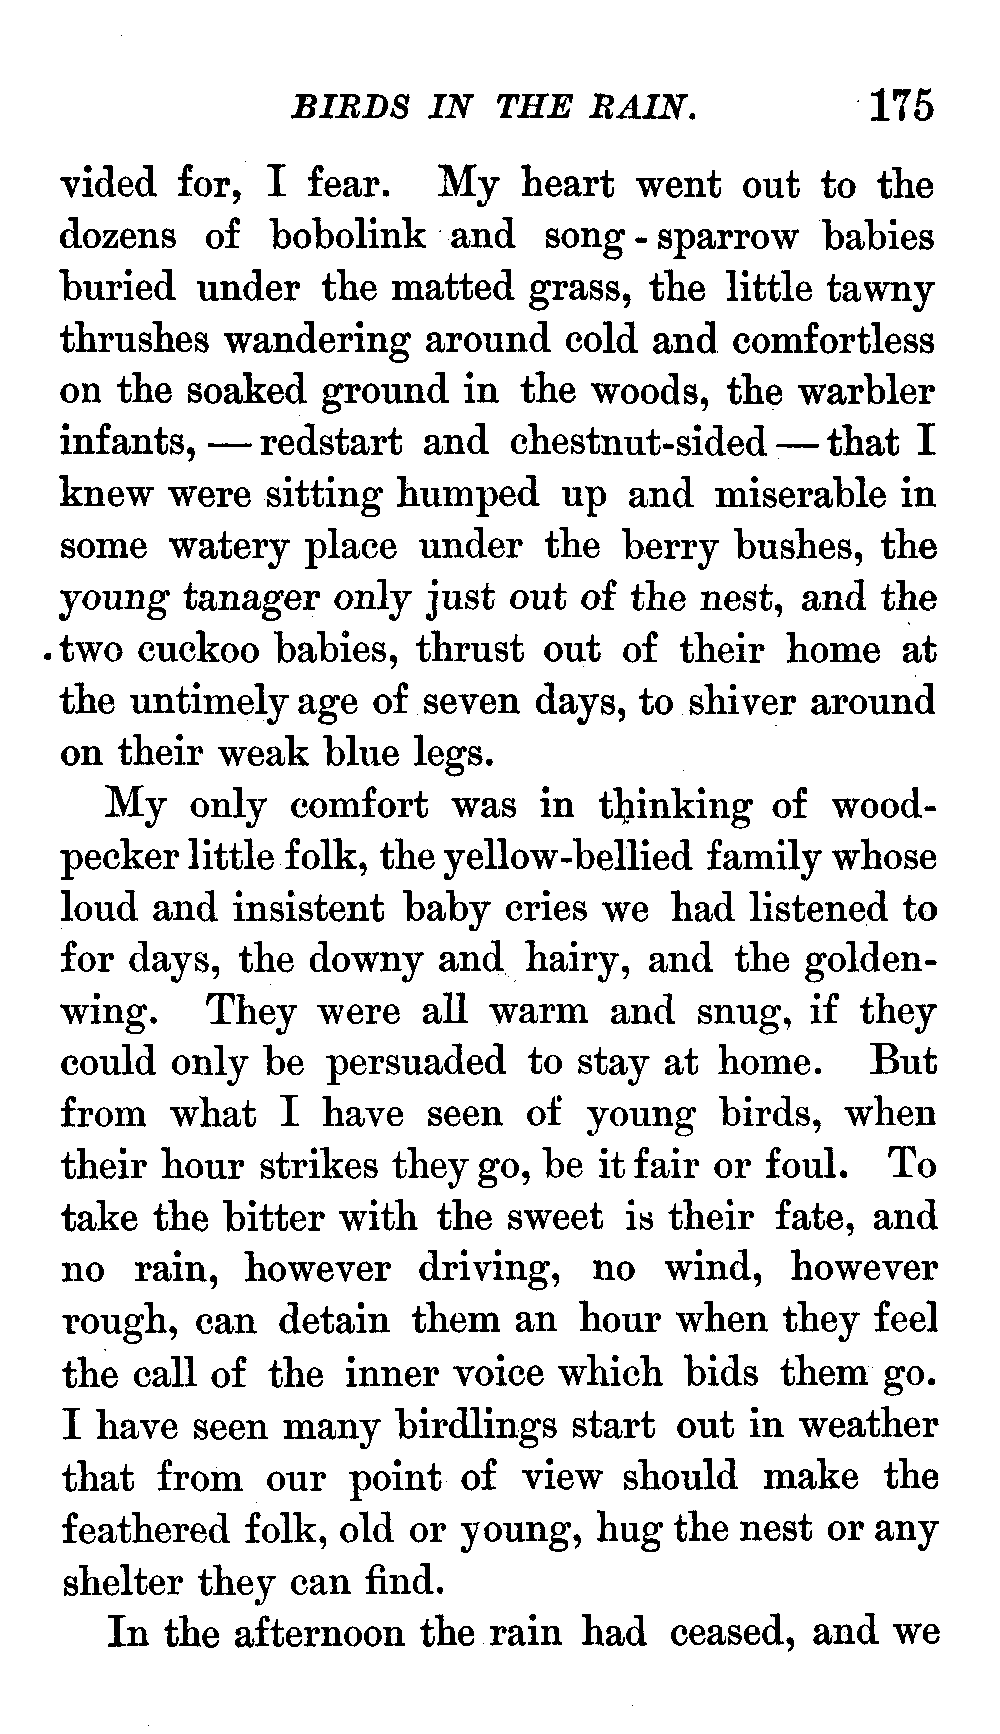 BIRDS IN THE RAIN. 175
vided for, I fear. My heart went out to the
dozens of bobolink and song-sparrow babies
buried under the matted grass, the little tawny
thrushes wandering around cold and comfortless
on the soaked ground in the woods, the warbler
infants, — redstart and chestnut-sided — that I
knew were sitting humped up and miserable in
some watery place under the berry bushes, the
young tanager only just out of the nest, and the
two cuckoo babies, thrust out of their home at
the untimely age of seven days, to shiver around
on their weak blue legs.
My only comfort was in thinking of wood-
pecker little folk, the yellow-bellied family whose
loud and insistent baby cries we had listened to
for days, the downy and hairy, and the golden-
wing. They were all warm and snug, if they
could only be persuaded to stay at home. But
from what I have seen of young birds, when
their hour strikes they go, be it fair or foul. To
take the bitter with the sweet is their fate, and
no rain, however driving, no wind, however
rough, can detain them an hour when they feel
the call of the inner voice which bids them go.
I have seen many birdlings start out in weather
that from our point of view should make the
feathered folk, old or young, hug the nest or any
shelter they can find.
In the afternoon the rain had ceased, and we